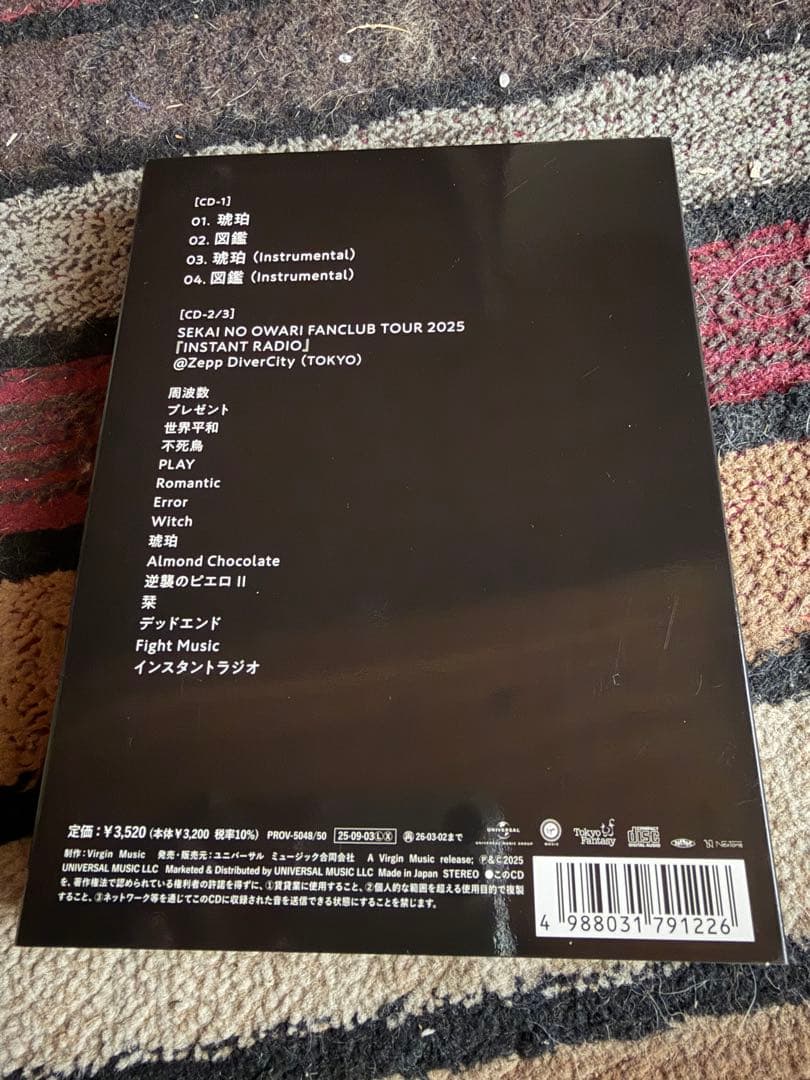 [CD-1]
01. 琥珀
02. 図鑑
03. 琥珀 (Instrumental)
04. 図鑑 (Instrumental)
[CD-2/3]
SEKAI NO OWARI FANCLUB TOUR 2025
『INSTANT RADIO』
@Zepp DiverCity (TOKYO)
周波数
プレゼント
世界平和
不死鳥
PLAY
Romantic
Error
Witch
琥珀
Almond Chocolate
逆襲のピエロ II
栞
デッドエンド
Fight Music
インスタントラジオ
定価:¥3,520 (本体¥3,200 税率10%) PROV-5048/50 25-09-03 Ⓛ Ⓧ 再 26-03-02まで
UNIVERSAL
UNIVERSAL MUSIC GROUP
Virgin
MUSIC
Tokyo Fantasy
disc
DIGITAL AUDIO
制作:Virgin Music 発売・販売元:ユニバーサル ミュージック合同会社 A Virgin Music release; Ⓟ&© 2025
UNIVERSAL MUSIC LLC Marketed & Distributed by UNIVERSAL MUSIC LLC Made in Japan STEREO ●このCD
を、著作権法で認められている権利者の許諾を得ずに、①賃貸業に使用すること、②個人的な範囲を超える使用目的で複製
すること、③ネットワーク等を通じてこのCDに収録された音を送信できる状態にすることを禁じます。
4 988031 791226